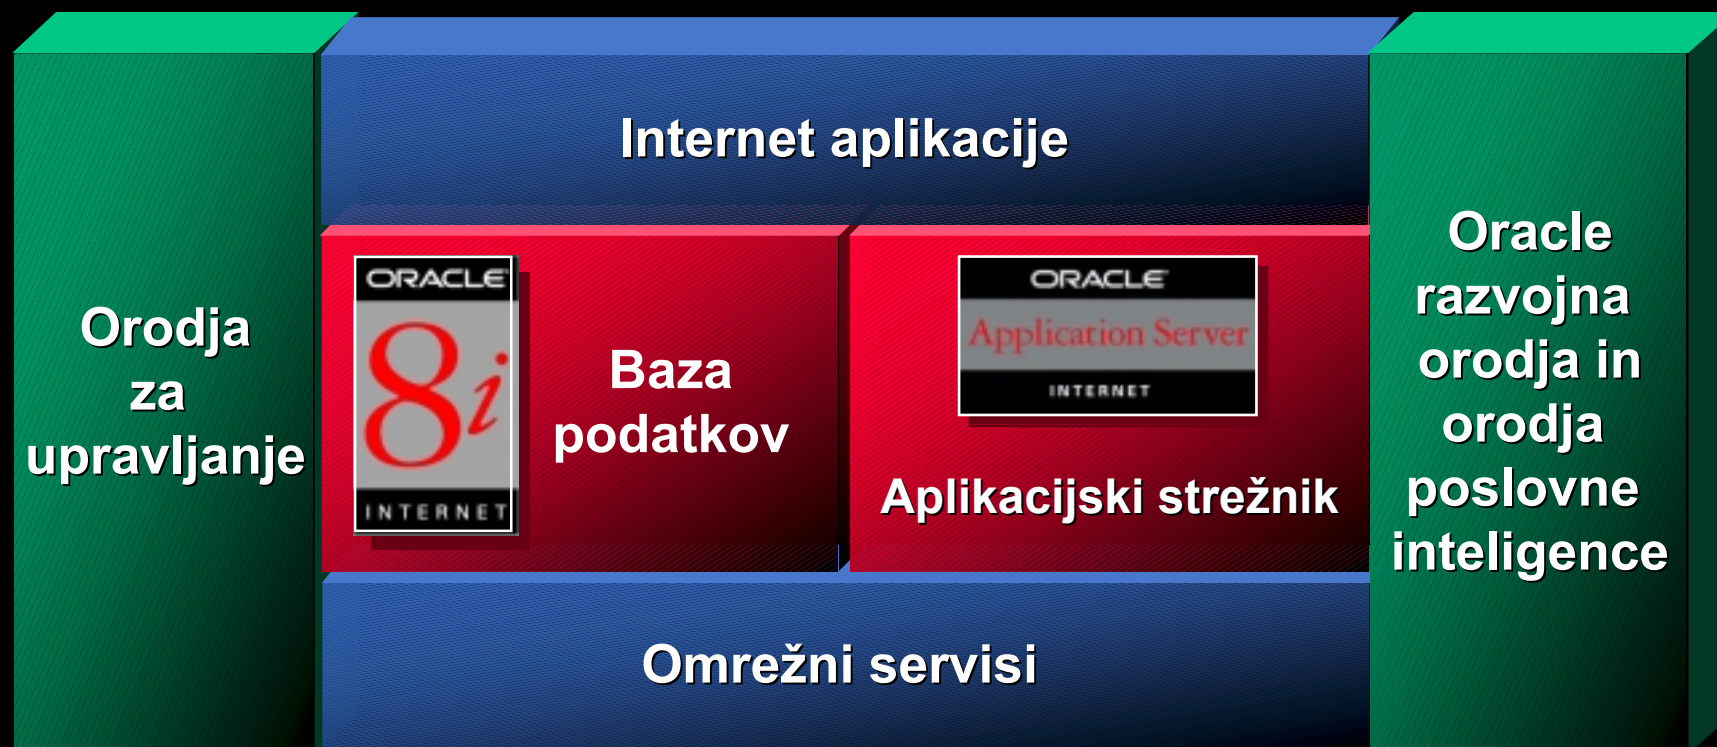 Orodja
za
upravljanje
Internet aplikacije
ORACLE
8i
INTERNET
Baza
podatkov
ORACLE
Application Server
INTERNET
Aplikacijski strežnik
Omrežni servisi
Oracle
razvojna
orodja in
orodja
poslovne
inteligence